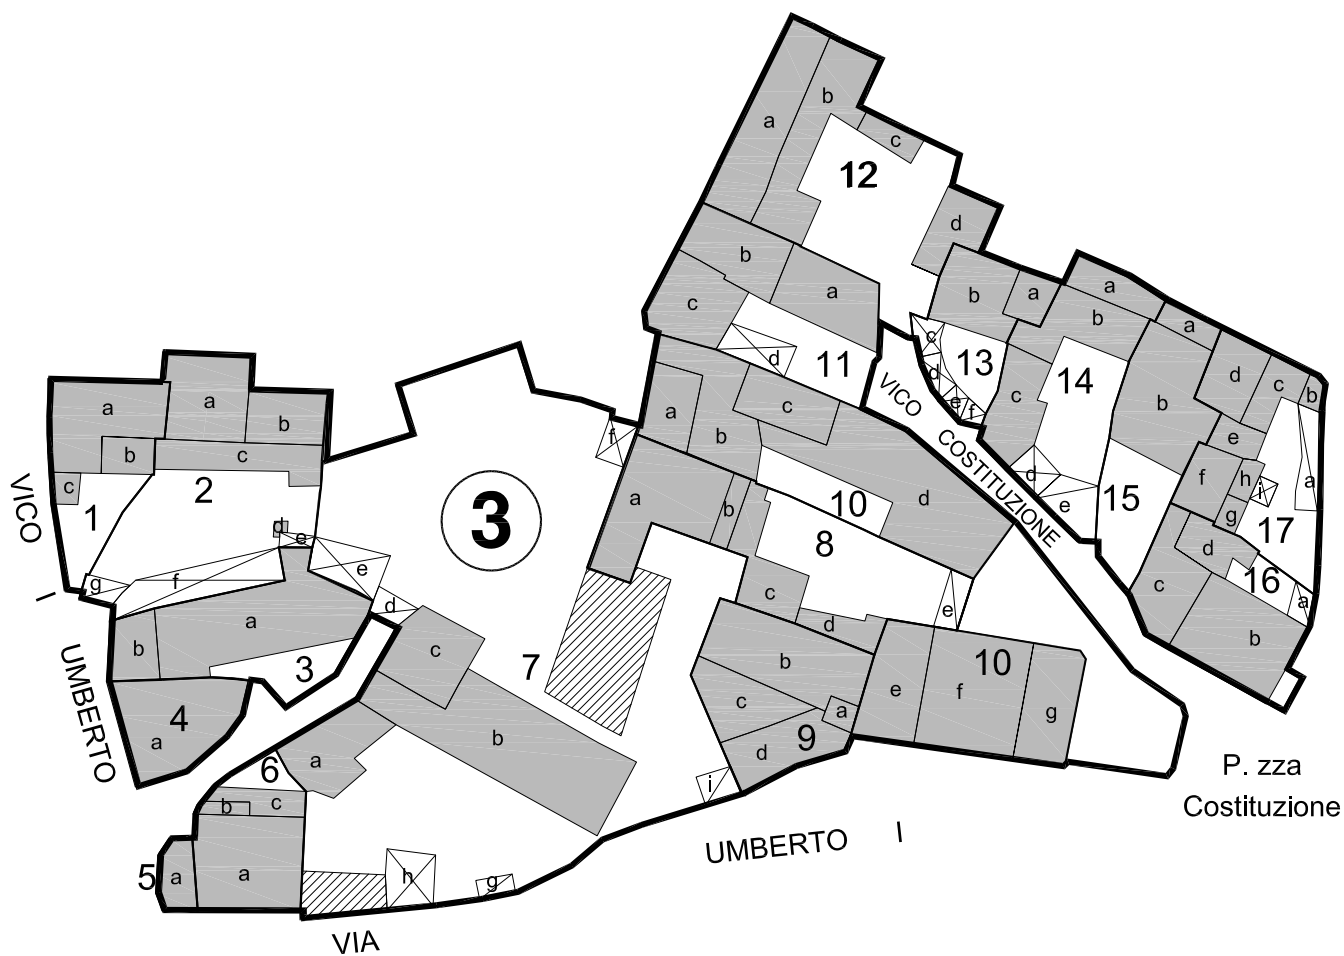 b
a
c
12
d
b
a
c
11
d
b
a
c
13
d
e
f
a
b
14
c
d
e
a
b
15
d
c
b
e
f
h
i
g
a
17
d
16
c
a
b
VICO COSTITUZIONE
a
b
c
d
10
e
f
g
10
a
b
8
c
d
e
b
c
a
d
9
f
3
7
e
d
c
b
a
i
h
g
a
b
c
1
a
b
c
2
d
e
f
g
a
b
3
4
a
6
b
c
a
5
a
VICO I UMBERTO
VIA UMBERTO I
P. zza
Costituzione